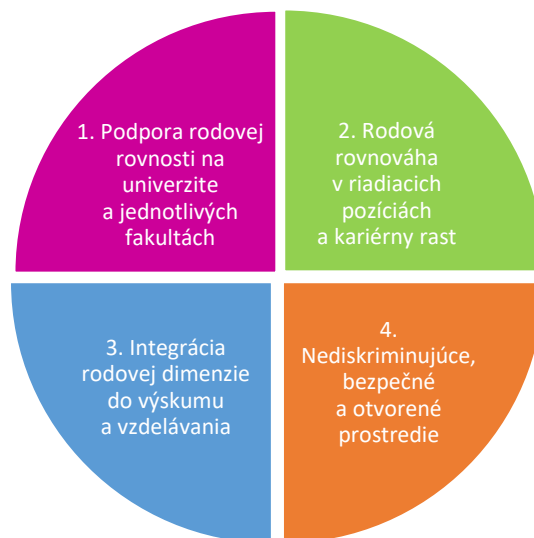 1. Podpora rodovej
rovnosti na
univerzite
a jednotlivých
fakultách
2. Rodová
rovnováha
v riadiacich
pozíciách
a kariérny rast
3. Integrácia
rodovej dimenzie
do výskumu
a vzdelávania
4.
Nediskriminujúce,
bezpečné
a otvorené
prostredie